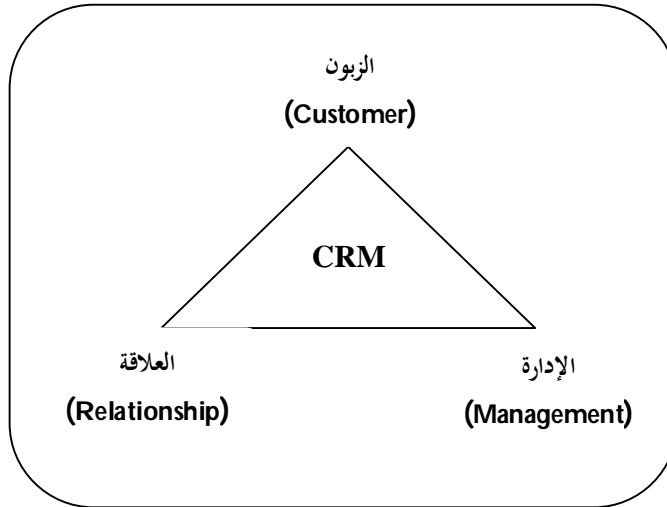 الزبون
(Customer)
CRM
العلاقة
(Relationship)
الإدارة
(Management)